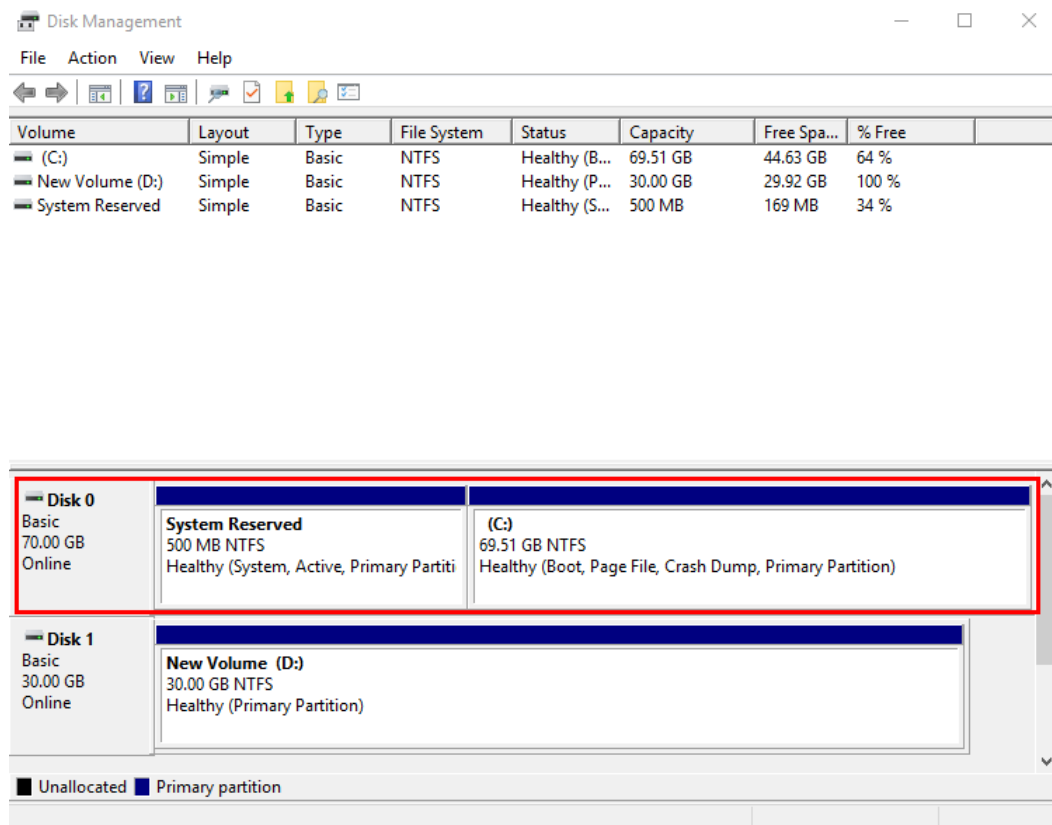 Disk Management
File Action View Help
Volume Layout Type File System Status Capacity Free Spa... % Free
(C:) Simple Basic NTFS Healthy (B... 69.51 GB 44.63 GB 64 %
New Volume (D:) Simple Basic NTFS Healthy (P... 30.00 GB 29.92 GB 100 %
System Reserved Simple Basic NTFS Healthy (S... 500 MB 169 MB 34 %
Disk 0
Basic
70.00 GB
Online
System Reserved
500 MB NTFS
Healthy (System, Active, Primary Partiti
(C:)
69.51 GB NTFS
Healthy (Boot, Page File, Crash Dump, Primary Partition)
Disk 1
Basic
30.00 GB
Online
New Volume (D:)
30.00 GB NTFS
Healthy (Primary Partition)
Unallocated Primary partition